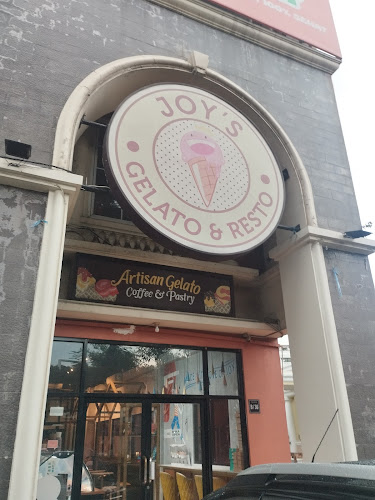 JOY'S
GELATO & RESTO
Artisan Gelato
Coffee & Pastry